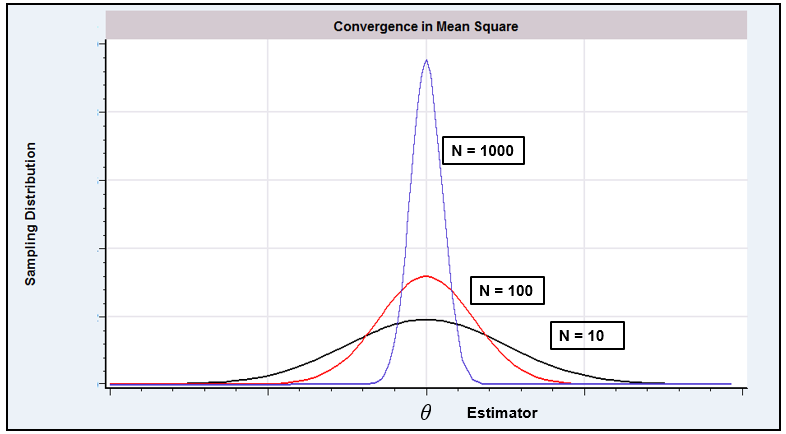 Convergence in Mean Square
Sampling Distribution
N = 1000
N = 100
N = 10
θ Estimator